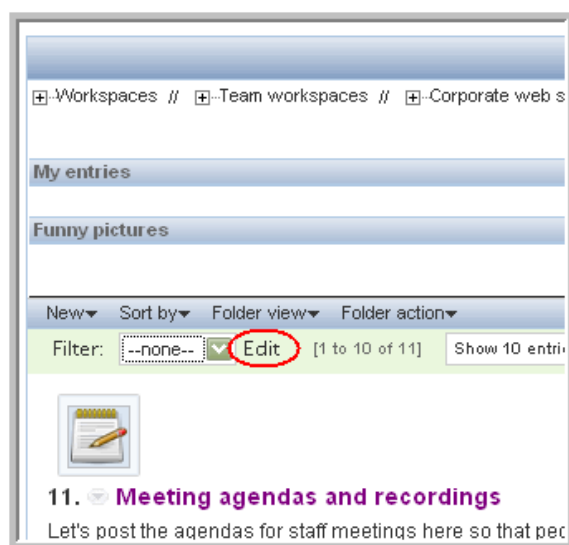 Workspaces // Team workspaces // Corporate web s
My entries
Funny pictures
New Sort by Folder view Folder action
Filter: --none-- Edit [1 to 10 of 11] Show 10 entri
11. Meeting agendas and recordings
Let's post the agendas for staff meetings here so that peo